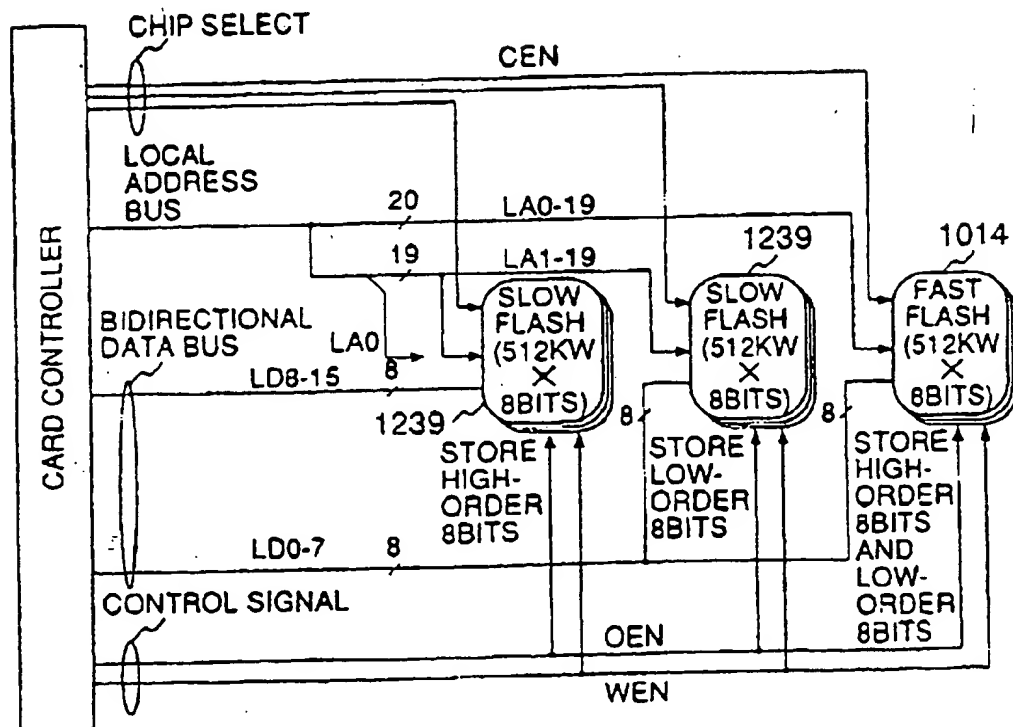 CHIP SELECT
CEN
LOCAL
ADDRESS
BUS
20
LA0-19
19
LA1-19
1239
1014
CARD CONTROLLER
BIDIRECTIONAL
DATA BUS
LA0
8
LD8-15
1239
SLOW
FLASH
(512KW
X
8BITS)
SLOW
FLASH
(512KW
X
8BITS)
FAST
FLASH
(512KW
X
8BITS)
8
8
STORE
HIGH-
ORDER
8BITS
STORE
LOW-
ORDER
8BITS
STORE
HIGH-
ORDER
8BITS
AND
LOW-
ORDER
8BITS
LD0-7
8
CONTROL SIGNAL
OEN
WEN